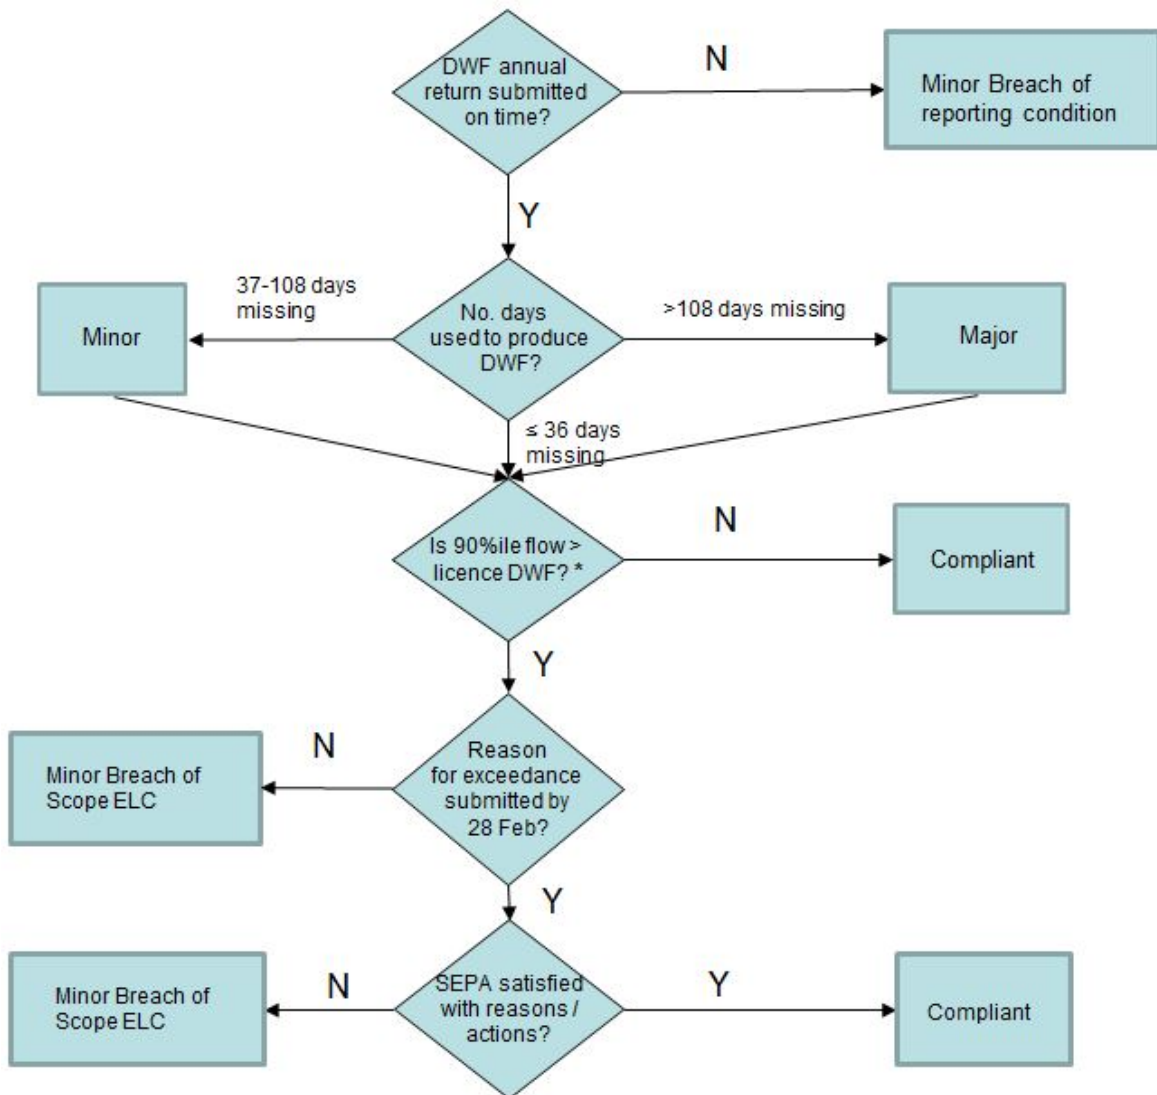 DWF annual
return submitted
on time?
N
Minor Breach of
reporting condition
Y
37-108 days
missing
Minor
No. days
used to produce
DWF?
>108 days missing
Major
≤ 36 days
missing
Is 90%ile flow >
licence DWF? *
N
Compliant
Y
Reason
for exceedance
submitted by
28 Feb?
N
Minor Breach of
Scope ELC
Y
SEPA satisfied
with reasons /
actions?
N
Minor Breach of
Scope ELC
Y
Compliant